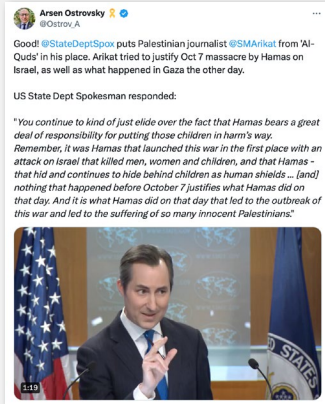 Arsen Ostrovsky
@Ostrov_A
Good! @StateDeptSpox puts Palestinian journalist @SMArikat from 'Al-
Quds' in his place. Arikat tried to justify Oct 7 massacre by Hamas on
Israel, as well as what happened in Gaza the other day.
US State Dept Spokesman responded:
"You continue to kind of just elide over the fact that Hamas bears a great
deal of responsibility for putting those children in harm's way.
Remember, it was Hamas that launched this war in the first place with an
attack on Israel that killed men, women and children, and that Hamas -
that hid and continues to hide behind children as human shields ... [and]
nothing that happened before October 7 justifies what Hamas did on
that day. And it is what Hamas did on that day that led to the outbreak of
this war and led to the suffering of so many innocent Palestinians."
STATES
1:19